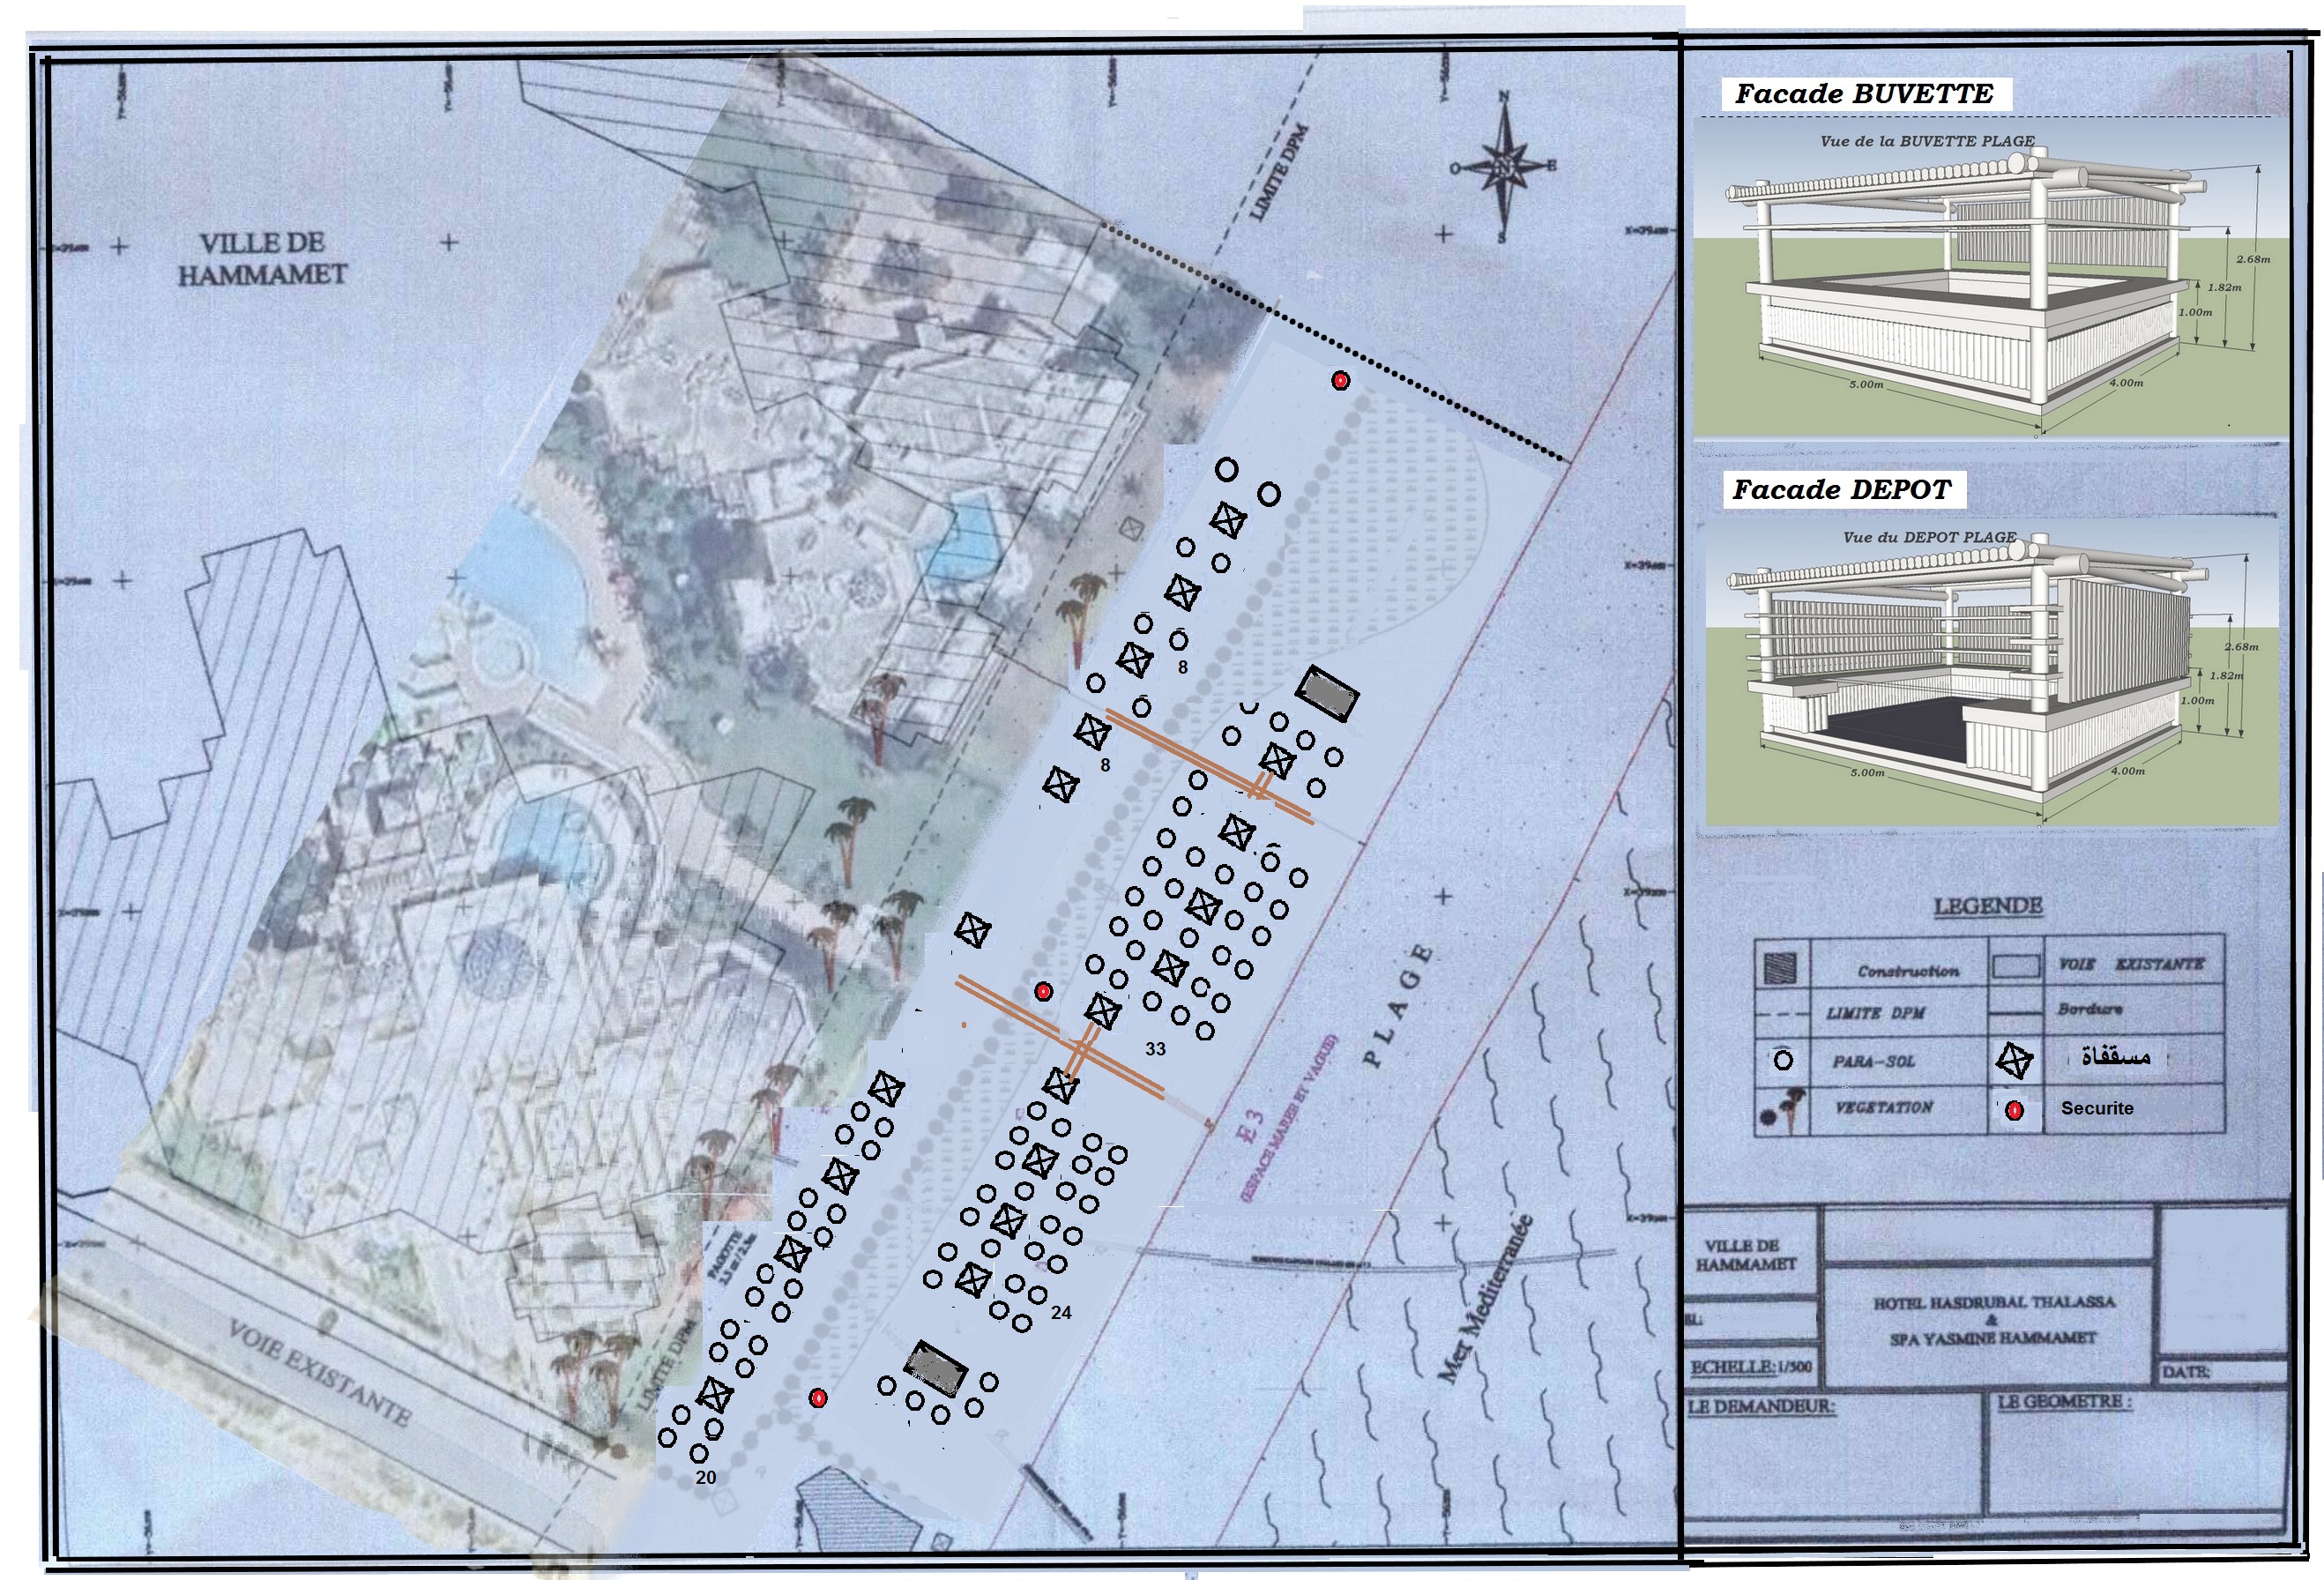 VILLE DE
HAMMAMET
LIMITE DPM
N
O
E
S
8
8
33
24
20
PLAGE
E 3
(ESPACE MAREE ET VAGUE)
Mer Mediterranée
PAGOTTE
LIMITE DPM
VOIE EXISTANTE
Facade BUVETTE
Vue de la BUVETTE PLAGE
2.68m
1.82m
1.00m
5.00m
4.00m
Facade DEPOT
Vue du DEPOT PLAGE
2.68m
1.82m
1.00m
5.00m
4.00m
LEGENDE
Construction
VOIE EXISTANTE
LIMITE DPM
Bordure
PARA-SOL
مسقفاة
VEGETATION
Securite
VILLE DE
HAMMAMET
ECHELLE:1/500
HOTEL HASDRUBAL THALASSA
&
SPA YASMINE HAMMAMET
DATE:
LE DEMANDEUR:
LE GEOMETRE :